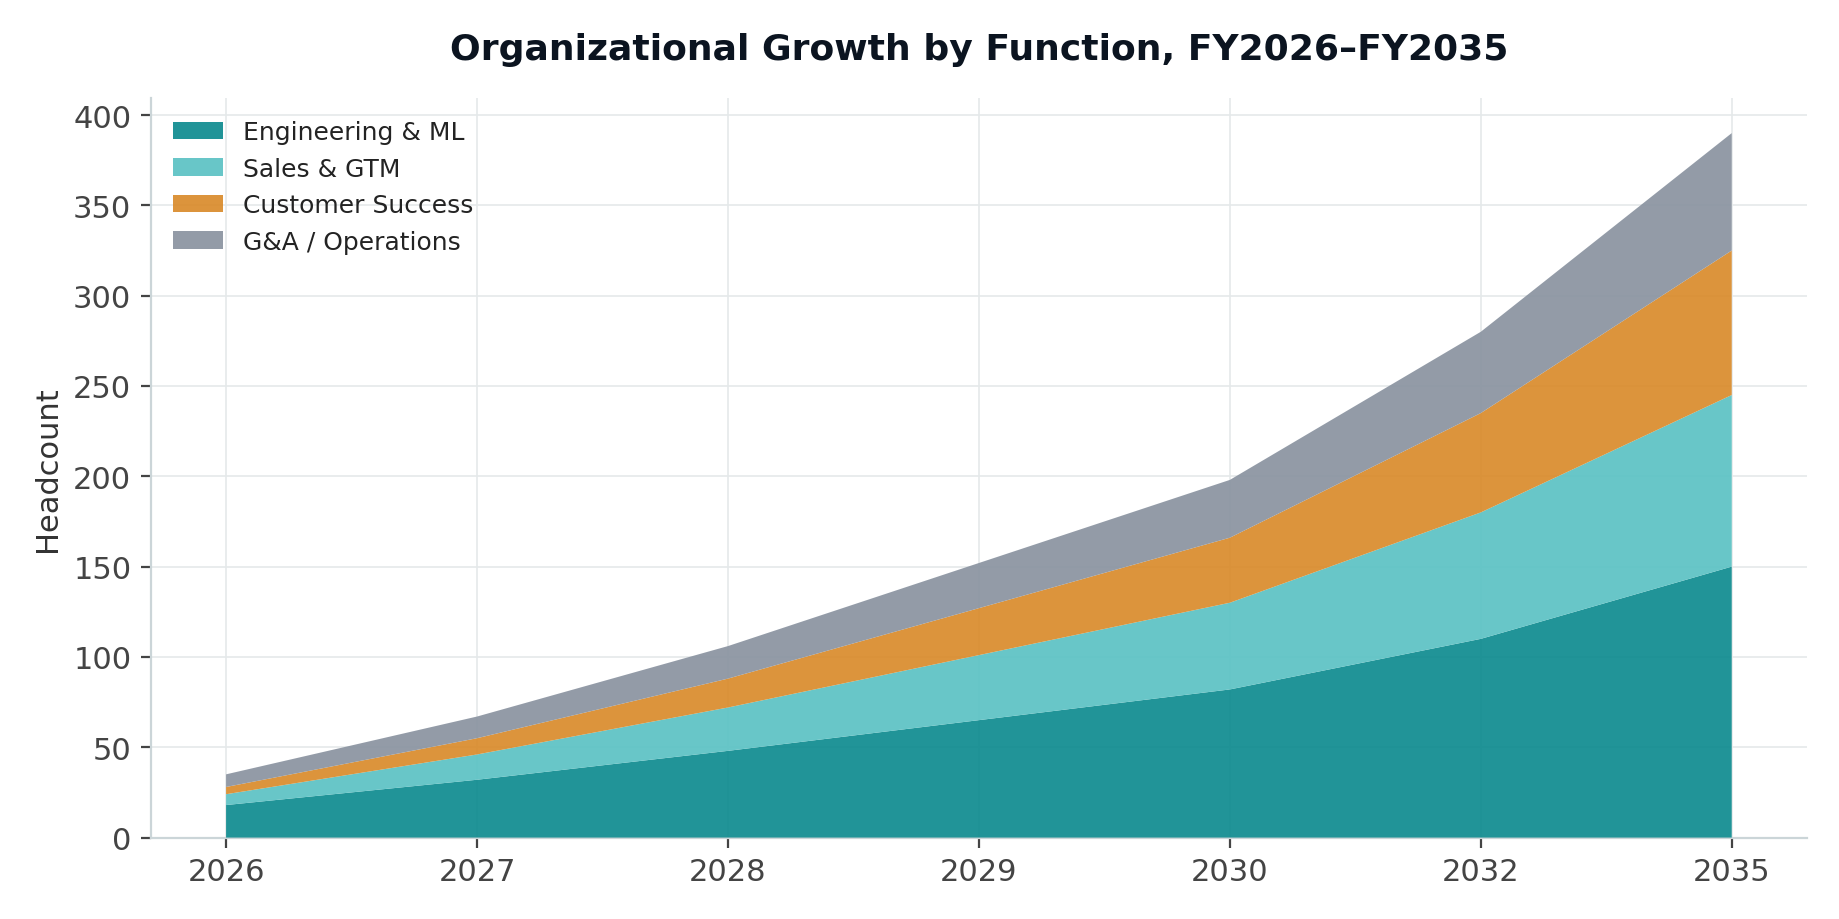 Organizational Growth by Function, FY2026–FY2035
400
350
300
250
200
150
100
50
0
Headcount
Engineering & ML
Sales & GTM
Customer Success
G&A / Operations
2026 2027 2028 2029 2030 2032 2035